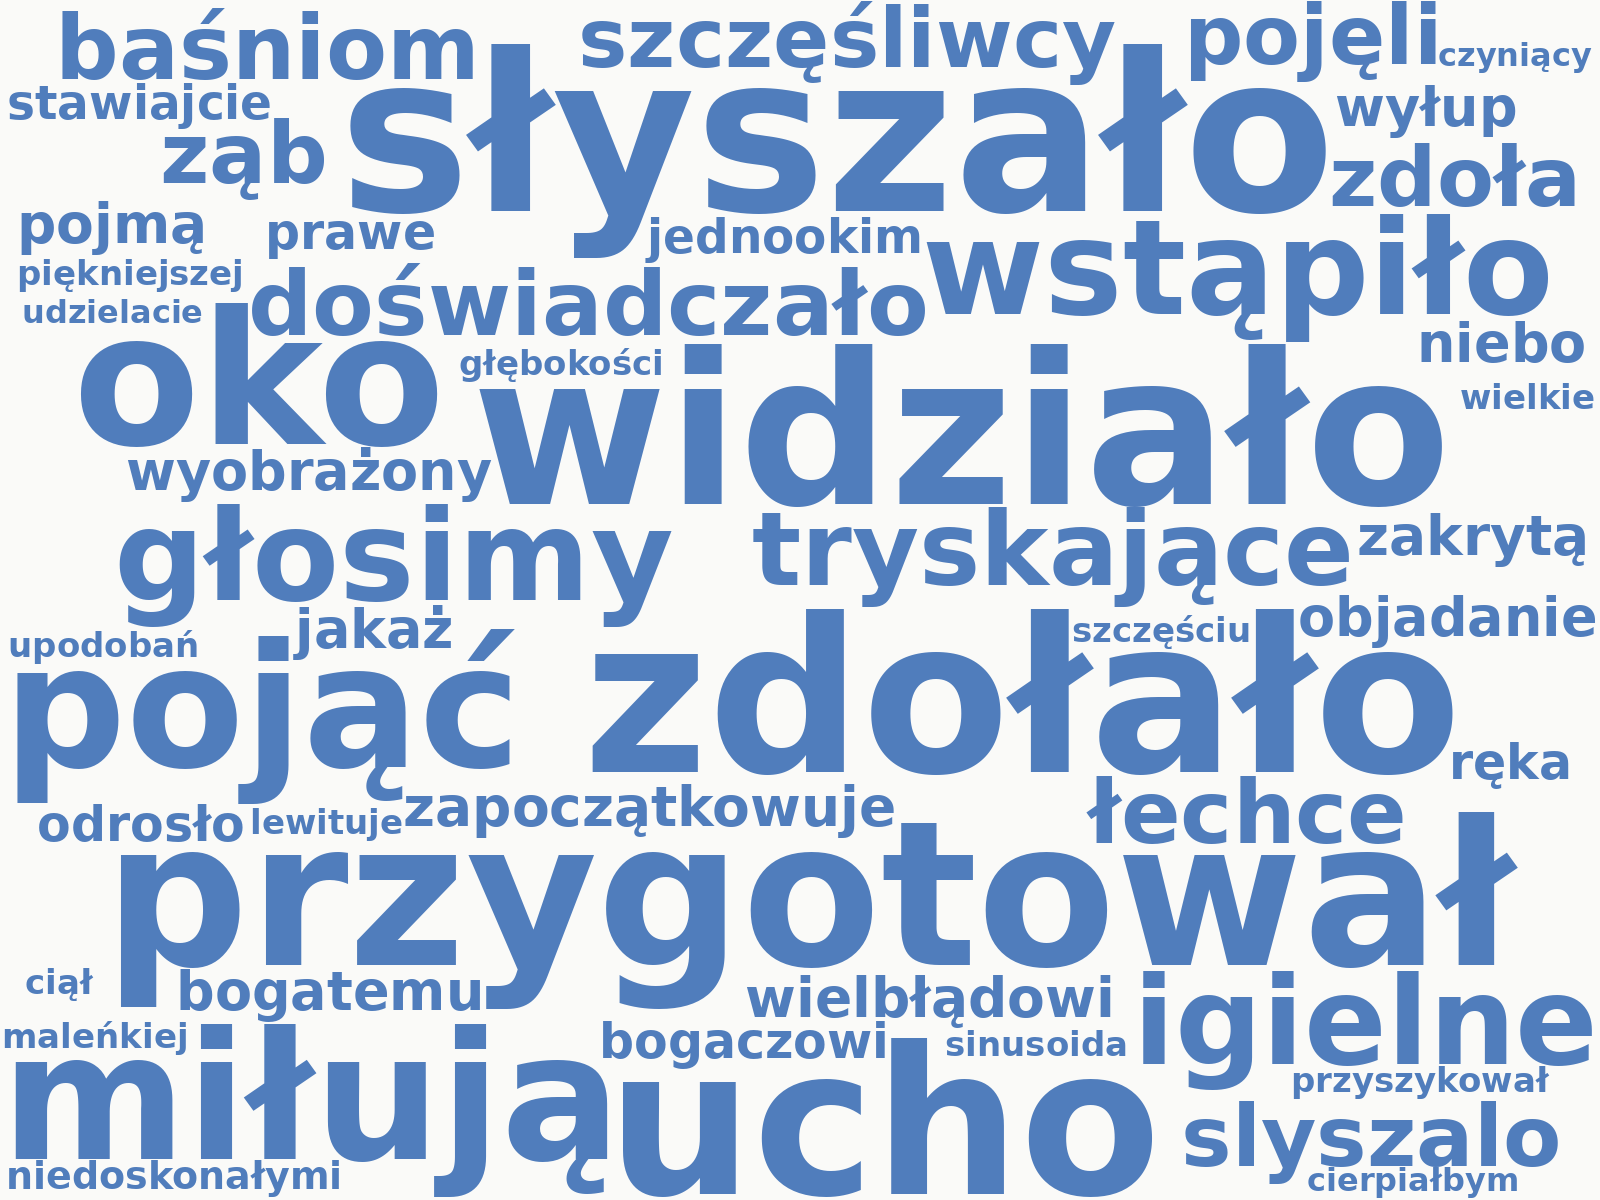 baśniom szczęśliwcy pojęli czyniący
stawiajcie słyszało wyłup
ząb zdoła
pojmą prawe jednookim wstąpiło
piękniejszej doświadczało
udzielacie niebo
oko głębokości widziało wielkie
wyobrażony
głosimy tryskające zakrytą
upodobań jakaż szczęściu objadanie
pojąć zdołało
ręka
odrosło lewituje zapoczątkowuje łechce
przygotował
ciął bogatemu wielbłądowi igielne
maleńkiej bogaczowi sinusoida
miłują ucho przyszykował
slyszalo
niedoskonałymi cierpiałbym